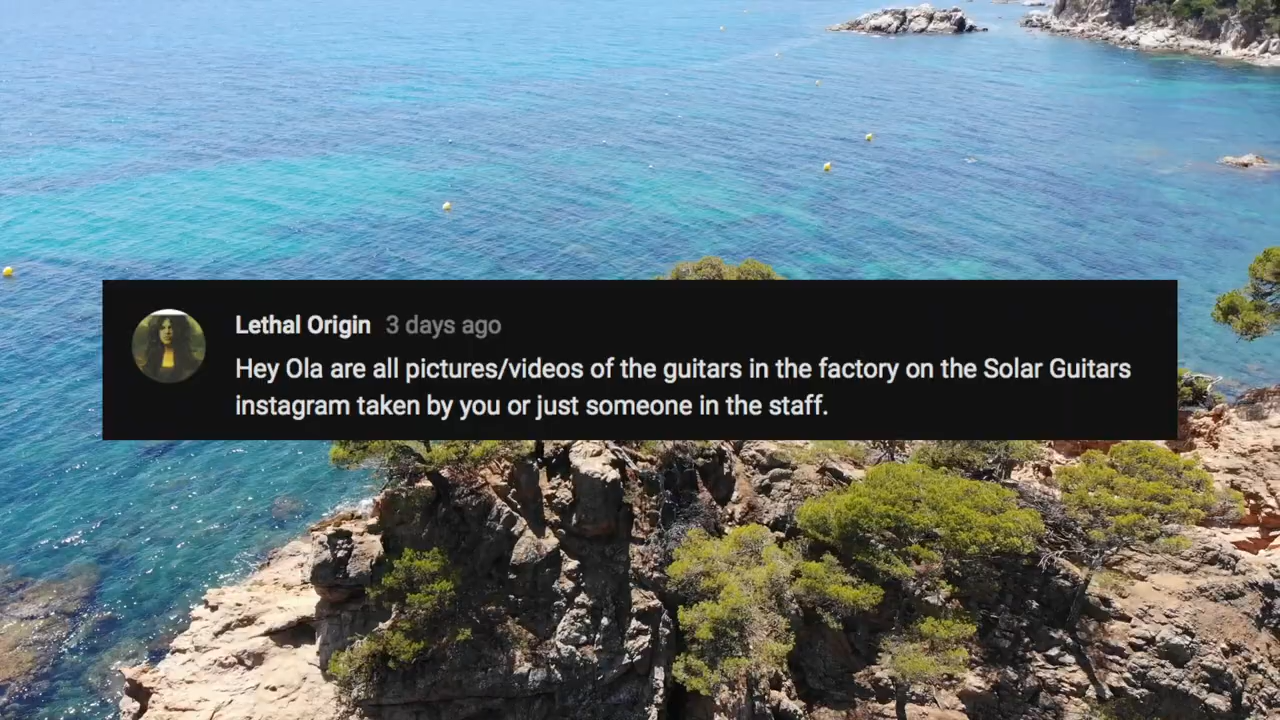 Lethal Origin 3 days ago
Hey Ola are all pictures/videos of the guitars in the factory on the Solar Guitars
instagram taken by you or just someone in the staff.